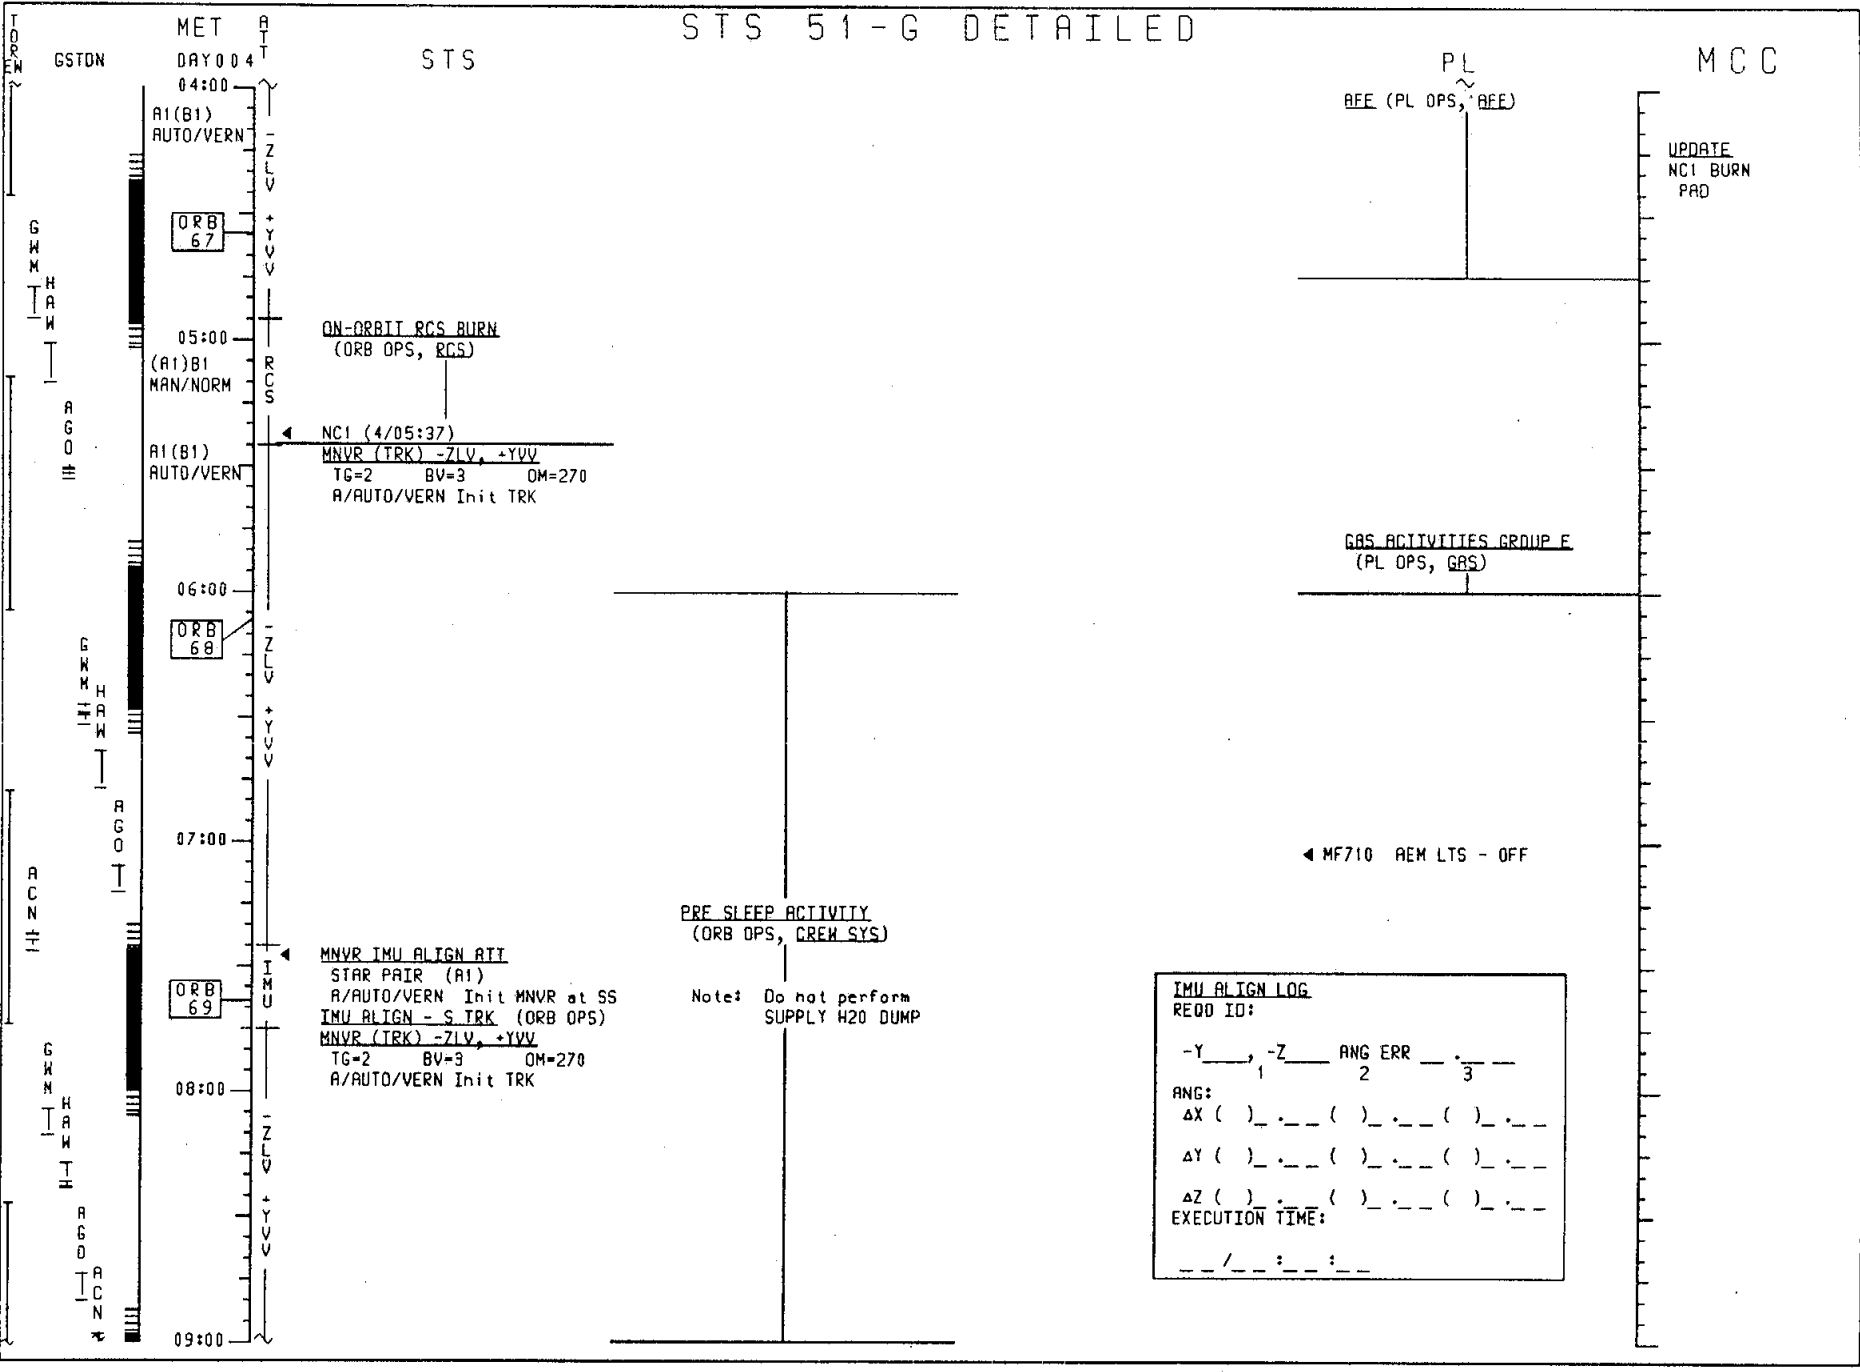 STS 51-G DETAILED
TDREW
GSTDN
MET
DAY004
ATT
STS
PL
MCC
04:00
A1(B1)
AUTO/VERN
-ZLV +YVV
AFE (PL OPS, AFE)
UPDATE
NC1 BURN
PAD
ORB
67
GWM
HAW
05:00
(A1)B1
MAN/NORM
RCS
ON-ORBIT RCS BURN
(ORB OPS, RCS)
AGO
NC1 (4/05:37)
A1(B1)
AUTO/VERN
MNVR (TRK) -ZLV, +YVV
TG=2 BV=3 OM=270
A/AUTO/VERN Init TRK
GAS ACTIVITIES GROUP E
(PL OPS, GAS)
06:00
ORB
68
-ZLV +YVV
GWM
HAW
AGO
07:00
MF710 AEM LTS - OFF
ACN
PRE SLEEP ACTIVITY
(ORB OPS, CREW SYS)
Note: Do not perform
SUPPLY H20 DUMP
IMU
MNVR IMU ALIGN ATT
STAR PAIR (A1)
A/AUTO/VERN Init MNVR at SS
IMU ALIGN - S TRK (ORB OPS)
MNVR (TRK) -ZLV, +YVV
TG=2 BV=3 OM=270
A/AUTO/VERN Init TRK
ORB
69
IMU ALIGN LOG
REQD ID:
-Y____, -Z____ ANG ERR __ .__ __
1 2 3
ANG:
ΔX ( )_ ._ _ ( )_ ._ _ ( )_ ._ _
ΔY ( )_ ._ _ ( )_ ._ _ ( )_ ._ _
ΔZ ( )_ ._ _ ( )_ ._ _ ( )_ ._ _
EXECUTION TIME:
_ _ /_ _ :_ _ :_ _
GWM
HAW
08:00
-ZLV +YVV
AGO
ACN
09:00